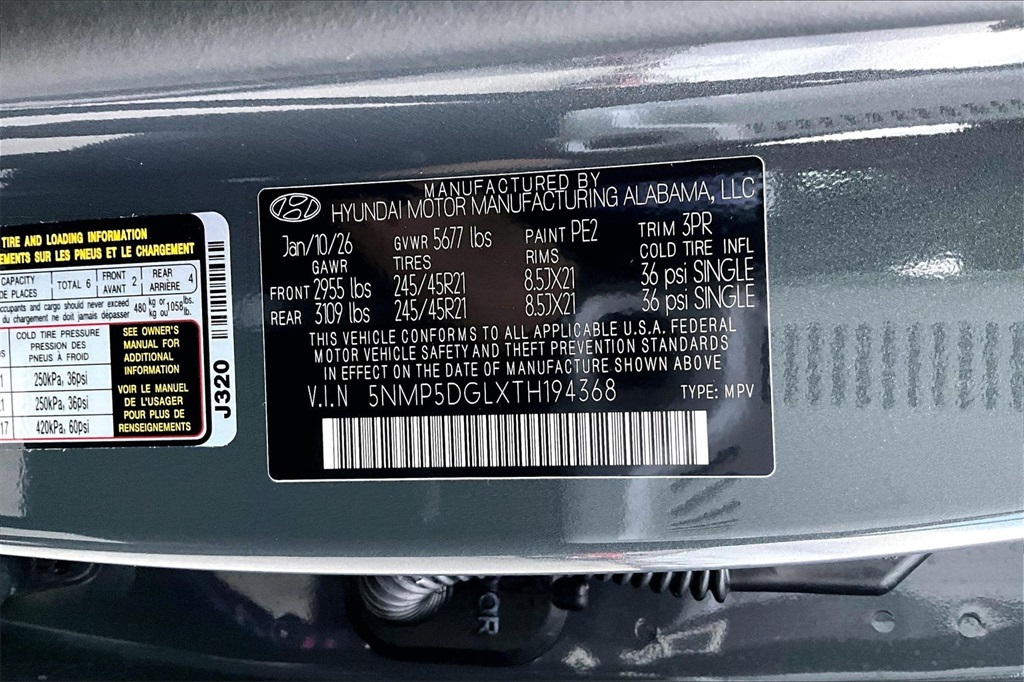 TIRE AND LOADING INFORMATION
SUR LES PNEUS ET LE CHARGEMENT
CAPACITY TOTAL 6 FRONT 2 REAR 4
DE PLACES AVANT ARRIÈRE
occupants and cargo should never exceed 480 kg or 1058 lbs.
du chargement ne doit jamais dépasser kg ou lb.
COLD TIRE PRESSURE
PRESSION DES
PNEUS À FROID
250kPa, 36psi
250kPa, 36psi
17 420kPa, 60psi
SEE OWNER'S
MANUAL FOR
ADDITIONAL
INFORMATION
VOIR LE MANUEL
DE L'USAGER
POUR PLUS DE
RENSEIGNEMENTS
J320
MANUFACTURED BY
HYUNDAI MOTOR MANUFACTURING ALABAMA, LLC
Jan/10/26 GVWR 5677 lbs PAINT PE2 TRIM 3PR
GAWR TIRES RIMS COLD TIRE INFL
FRONT 2955 lbs 245/45R21 8.5JX21 36 psi SINGLE
REAR 3109 lbs 245/45R21 8.5JX21 36 psi SINGLE
THIS VEHICLE CONFORMS TO ALL APPLICABLE U.S.A. FEDERAL
MOTOR VEHICLE SAFETY AND THEFT PREVENTION STANDARDS
IN EFFECT ON THE DATE OF MANUFACTURE SHOWN ABOVE
V.I.N 5NMP5DGLXTH194368 TYPE: MPV